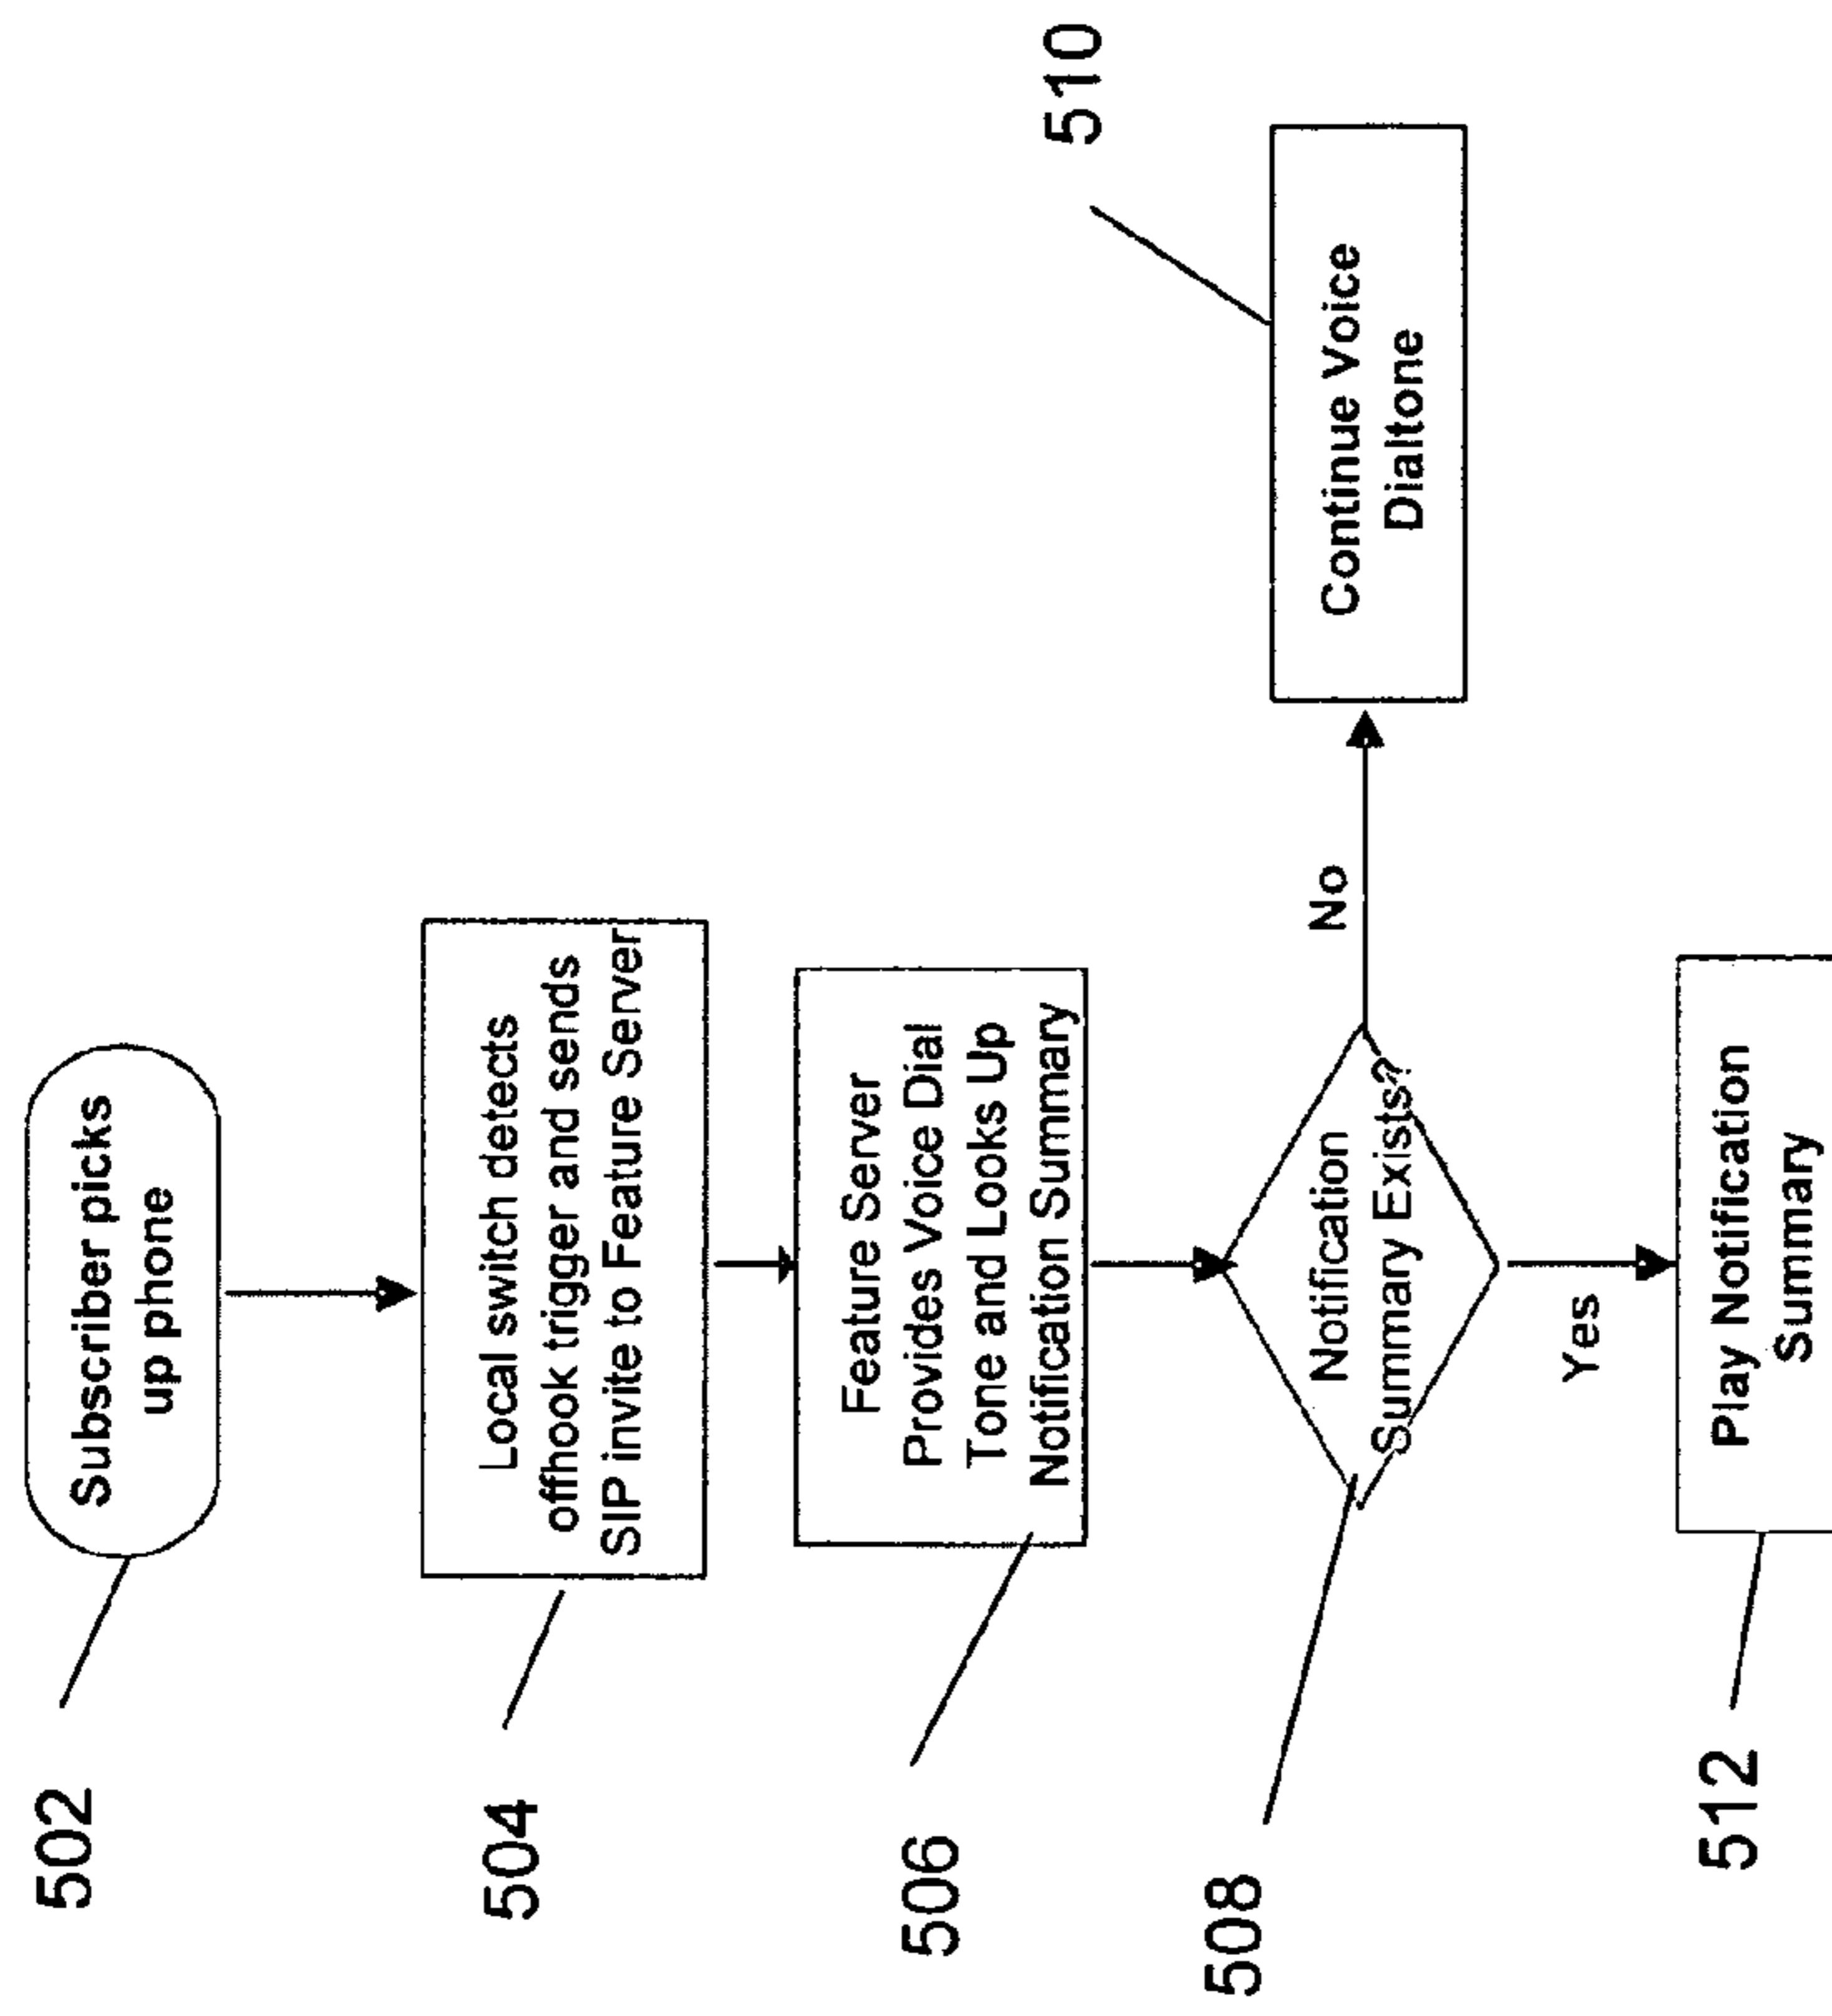 502
Subscriber picks
up phone
504
Local switch detects
offhook trigger and sends
SIP invite to Feature Server
506
Feature Server
Provides Voice Dial
Tone and Looks Up
Notification Summary
508
Notification
Summary Exists?
No
510
Continue Voice
Dialtone
Yes
512
Play Notification
Summary